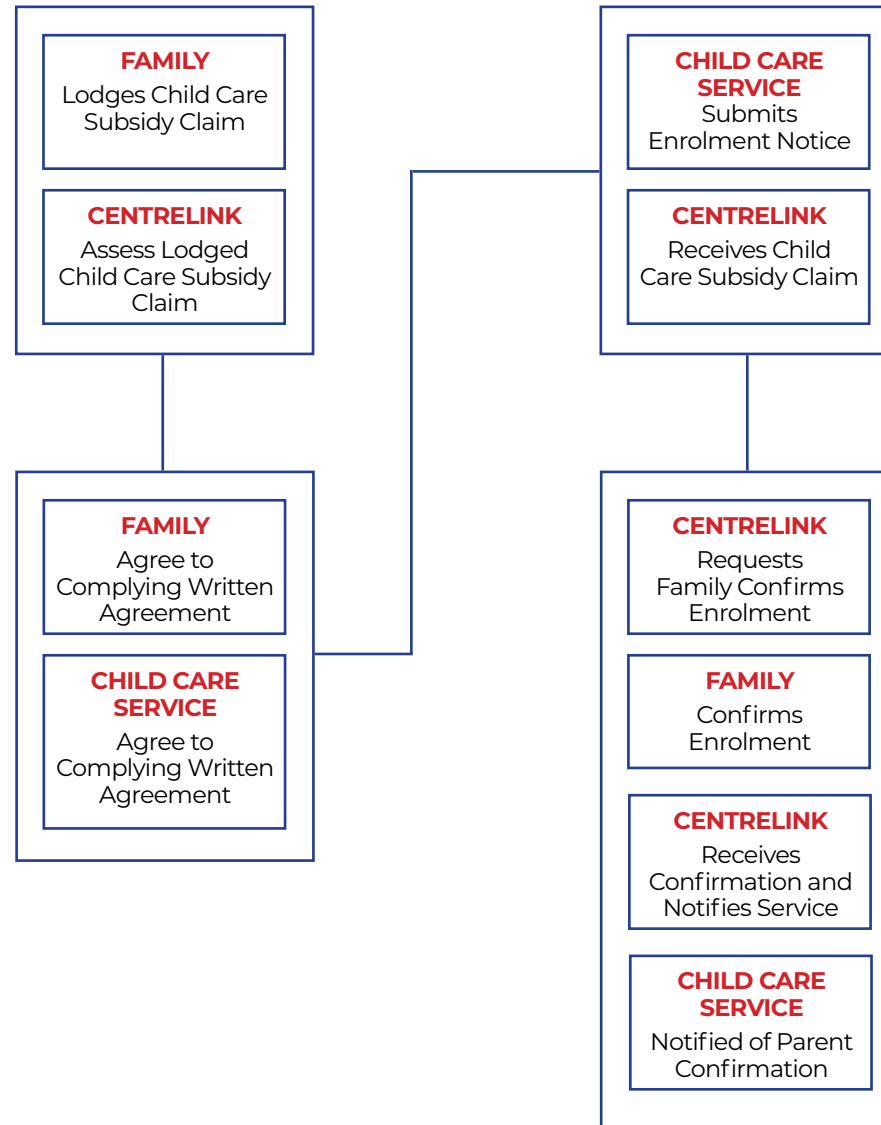 FAMILY
Lodges Child Care
Subsidy Claim
CENTRELINK
Assess Lodged
Child Care Subsidy
Claim
FAMILY
Agree to
Complying Written
Agreement
CHILD CARE
SERVICE
Agree to
Complying Written
Agreement
CHILD CARE
SERVICE
Submits
Enrolment Notice
CENTRELINK
Receives Child
Care Subsidy Claim
CENTRELINK
Requests
Family Confirms
Enrolment
FAMILY
Confirms
Enrolment
CENTRELINK
Receives
Confirmation and
Notifies Service
CHILD CARE
SERVICE
Notified of Parent
Confirmation